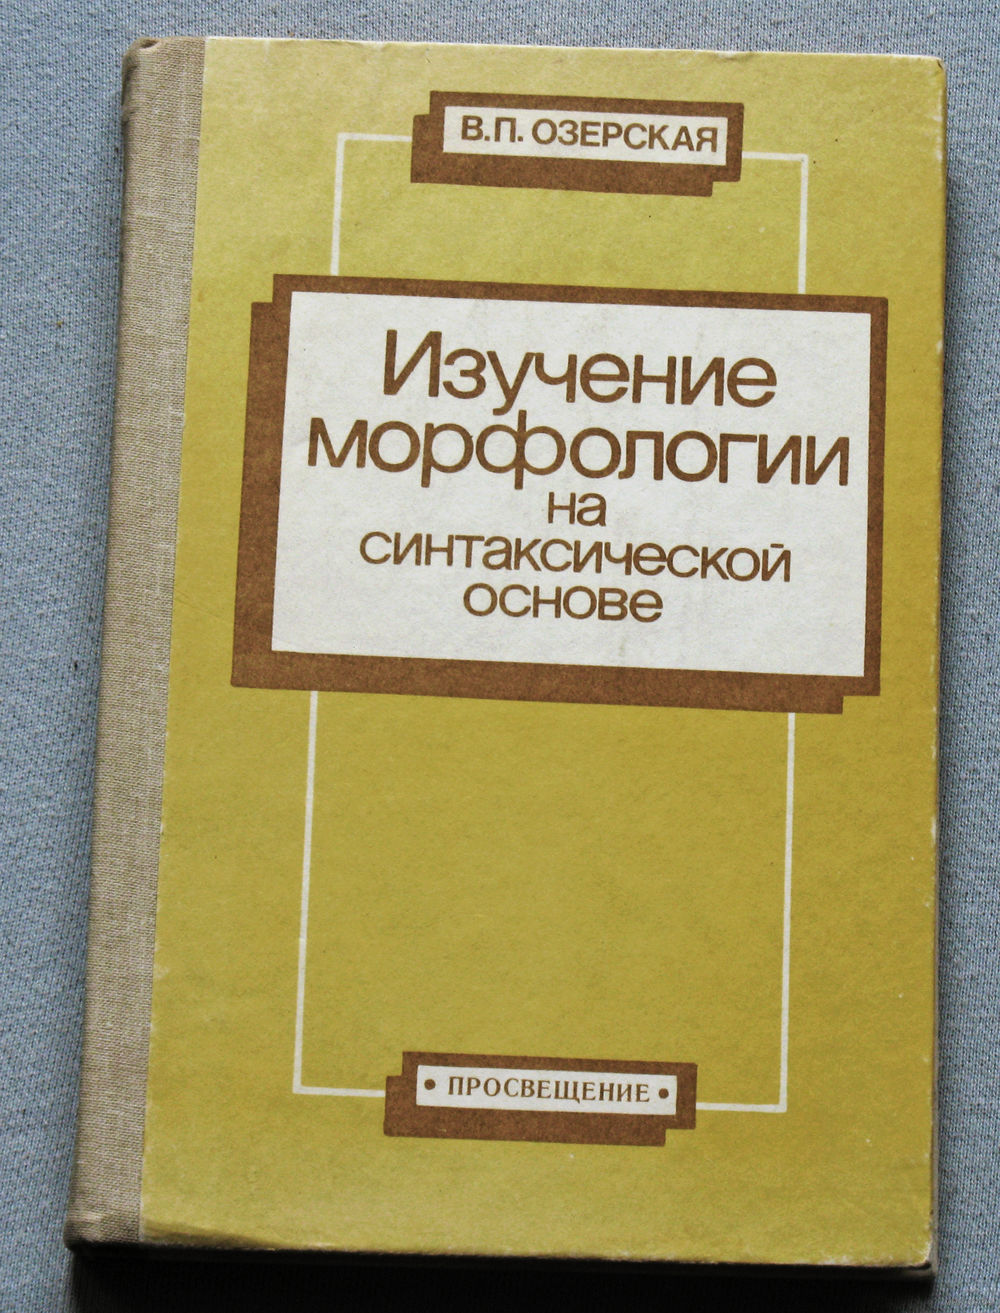 В.П. ОЗЕРСКАЯ
Изучение
морфологии
на
синтаксической
основе
• ПРОСВЕЩЕНИЕ •